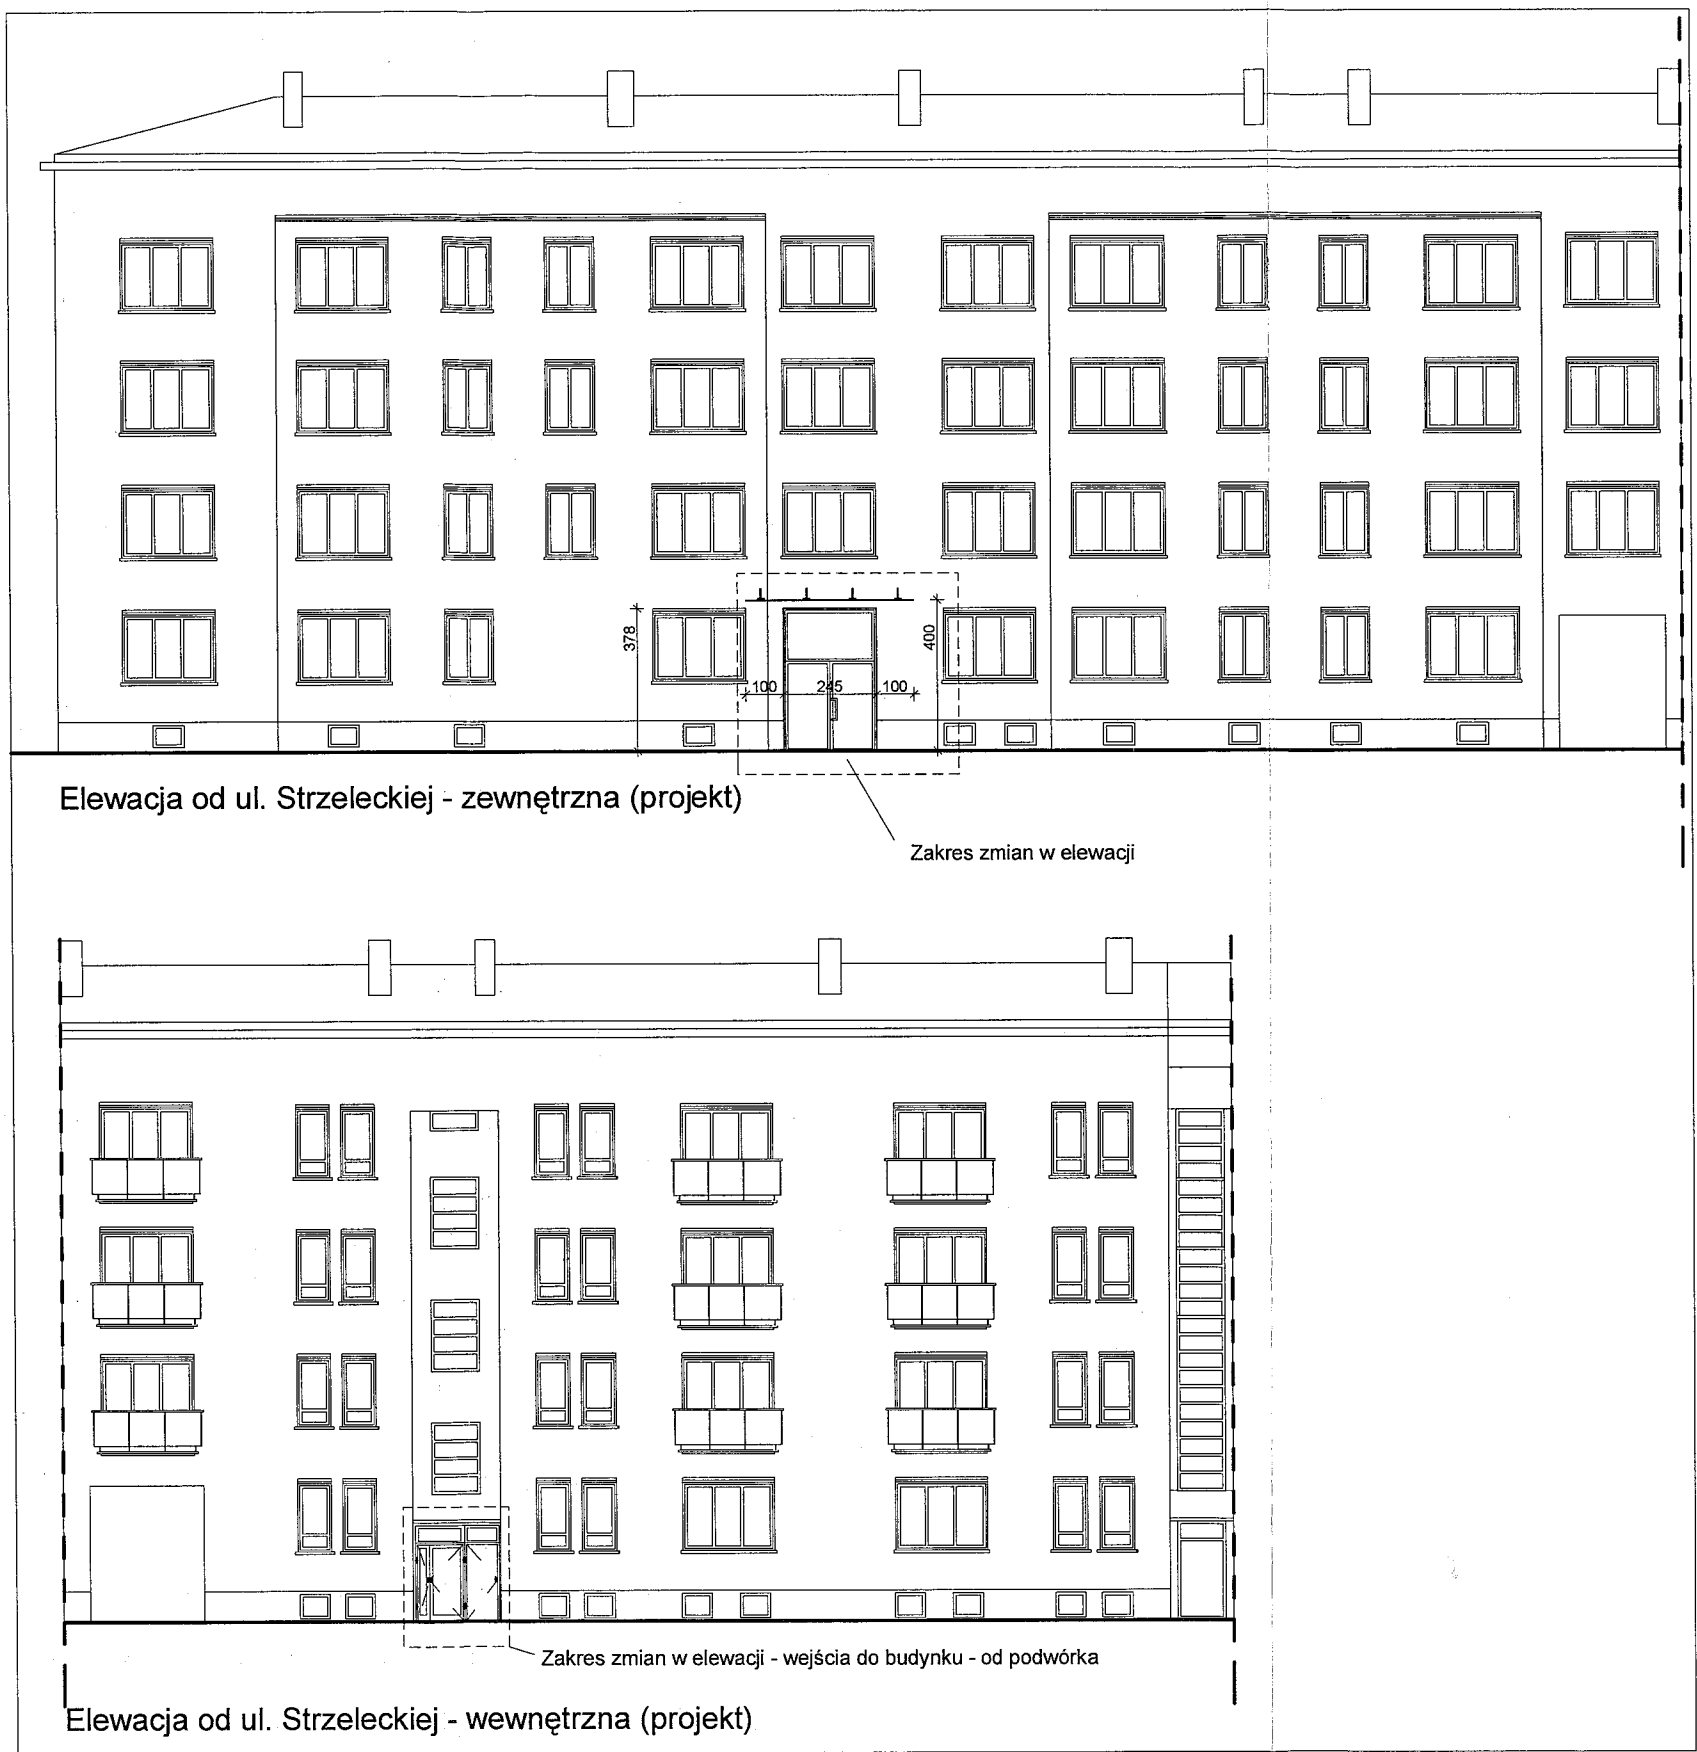 378
400
100
245
100
Elewacja od ul. Strzeleckiej - zewnętrzna (projekt)
Zakres zmian w elewacji
Zakres zmian w elewacji - wejścia do budynku - od podwórka
Elewacja od ul. Strzeleckiej - wewnętrzna (projekt)